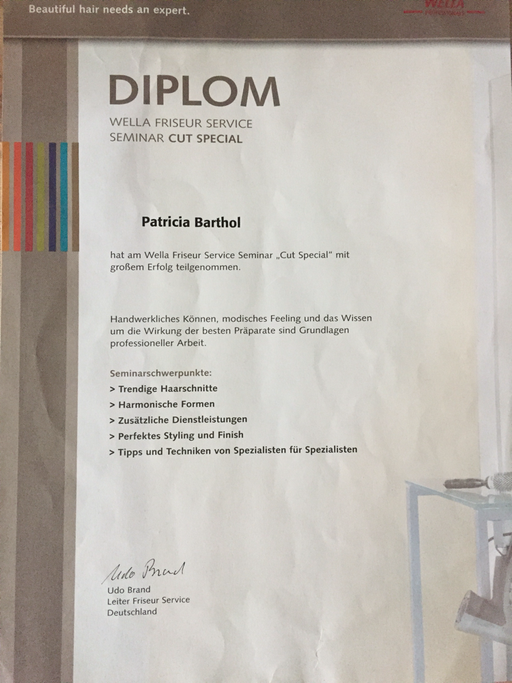 Beautiful hair needs an expert.
WELLA
DIPLOM
WELLA FRISEUR SERVICE
SEMINAR CUT SPECIAL
Patricia Barthol
hat am Wella Friseur Service Seminar „Cut Special“ mit
großem Erfolg teilgenommen.
Handwerkliches Können, modisches Feeling und das Wissen
um die Wirkung der besten Präparate sind Grundlagen
professioneller Arbeit.
Seminarschwerpunkte:
> Trendige Haarschnitte
> Harmonische Formen
> Zusätzliche Dienstleistungen
> Perfektes Styling und Finish
> Tipps und Techniken von Spezialisten für Spezialisten
Udo Brand
Udo Brand
Leiter Friseur Service
Deutschland